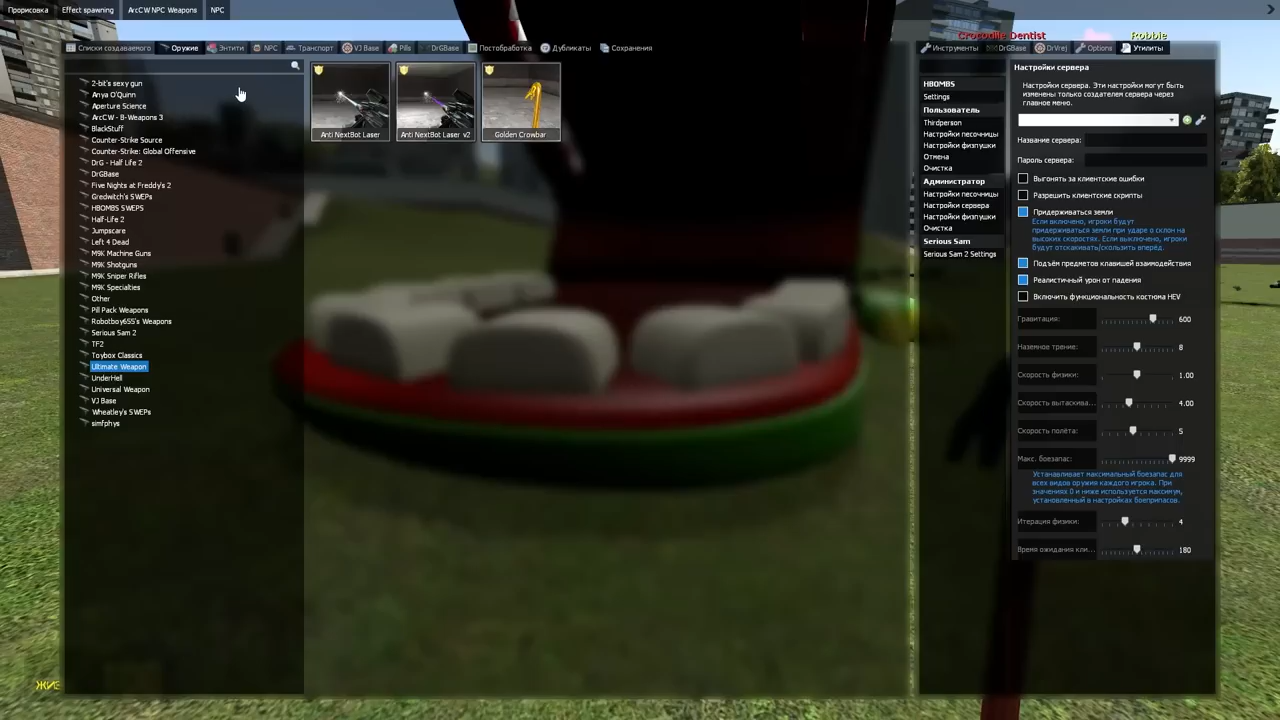 Прорисовка Effect spawning ArcCW NPC Weapons NPC
Crocodile Dentist
Robbie
Списки создаваемого Оружие Энтити NPC Транспорт VJ Base Pills DrGBase Постобработка Дубликаты Сохранения
2-bit's sexy gun
Anya O'Quinn
Aperture Science
ArcCW - B-Weapons 3
BlackStuff
Counter-Strike Source
Counter-Strike: Global Offensive
DrG - Half Life 2
DrGBase
Five Nights at Freddy's 2
Gredwitch's SWEPs
HBOMBS SWEPS
Half-Life 2
Jumpscare
Left 4 Dead
M9K Machine Guns
M9K Shotguns
M9K Sniper Rifles
M9K Specialties
Other
Pill Pack Weapons
Robotboy655's Weapons
Serious Sam 2
TF2
Toybox Classics
Ultimate Weapon
UnderHell
Universal Weapon
VJ Base
Wheatley's SWEPs
simfphys
Anti NextBot Laser
Anti NextBot Laser v2
Golden Crowbar
Инструменты DrGBase DrVrej Options Утилиты
HBOMBS
Settings
Пользователь
Thirdperson
Настройки песочницы
Настройки физпушки
Отмена
Очистка
Администратор
Настройки песочницы
Настройки сервера
Настройки физпушки
Очистка
Serious Sam
Serious Sam 2 Settings
Настройки сервера
Настройки сервера. Эти настройки могут быть
изменены только создателем сервера через
главное меню.
Название сервера:
Пароль сервера:
Выгонять за клиентские ошибки
Разрешить клиентские скрипты
Придерживаться земли
Если включено, игроки будут
придерживаться земли при ударе о склон на
высоких скоростях. Если выключено, игроки
будут отскакивать/скользить вперёд.
Подъём предметов клавишей взаимодействия
Реалистичный урон от падения
Включить функциональность костюма HEV
Гравитация: 600
Наземное трение: 8
Скорость физики: 1.00
Скорость вытаскива... 4.00
Скорость полёта: 5
Макс. боезапас: 9999
Устанавливает максимальный боезапас для
всех видов оружия каждого игрока. При
значениях 0 и ниже используется максимум,
установленный в настройках боеприпасов.
Итерация физики: 4
Время ожидания кли... 180